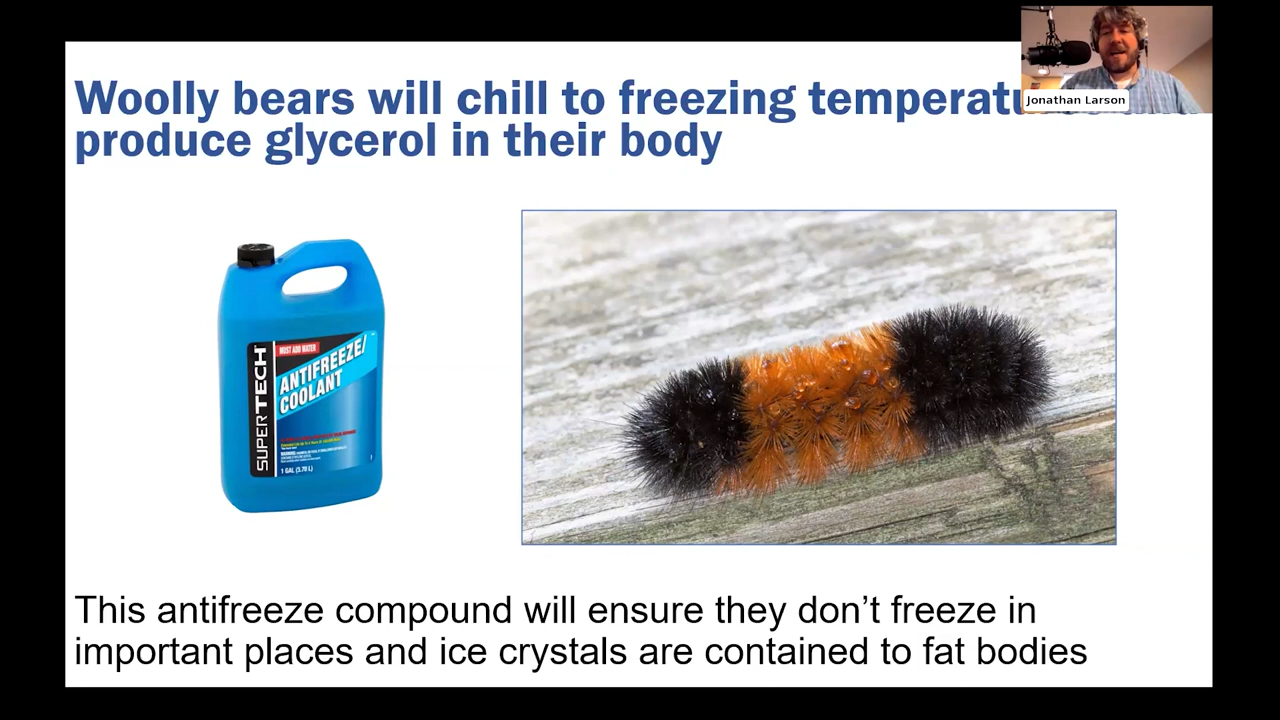 Woolly bears will chill to freezing
produce glycerol in their body
Jonathan Larson
MUST ADD WATER
SUPERTECH
ANTIFREEZE/
COOLANT
1 GAL (3.78 L)
This antifreeze compound will ensure they don’t freeze in
important places and ice crystals are contained to fat bodies